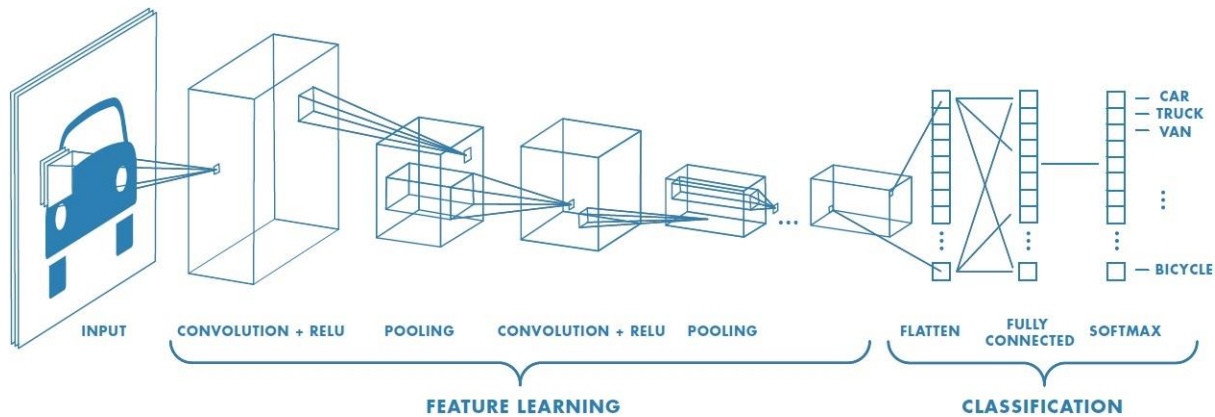 CAR
TRUCK
VAN
BICYCLE
INPUT
CONVOLUTION + RELU
POOLING
CONVOLUTION + RELU
POOLING
FLATTEN
FULLY
CONNECTED
SOFTMAX
FEATURE LEARNING
CLASSIFICATION